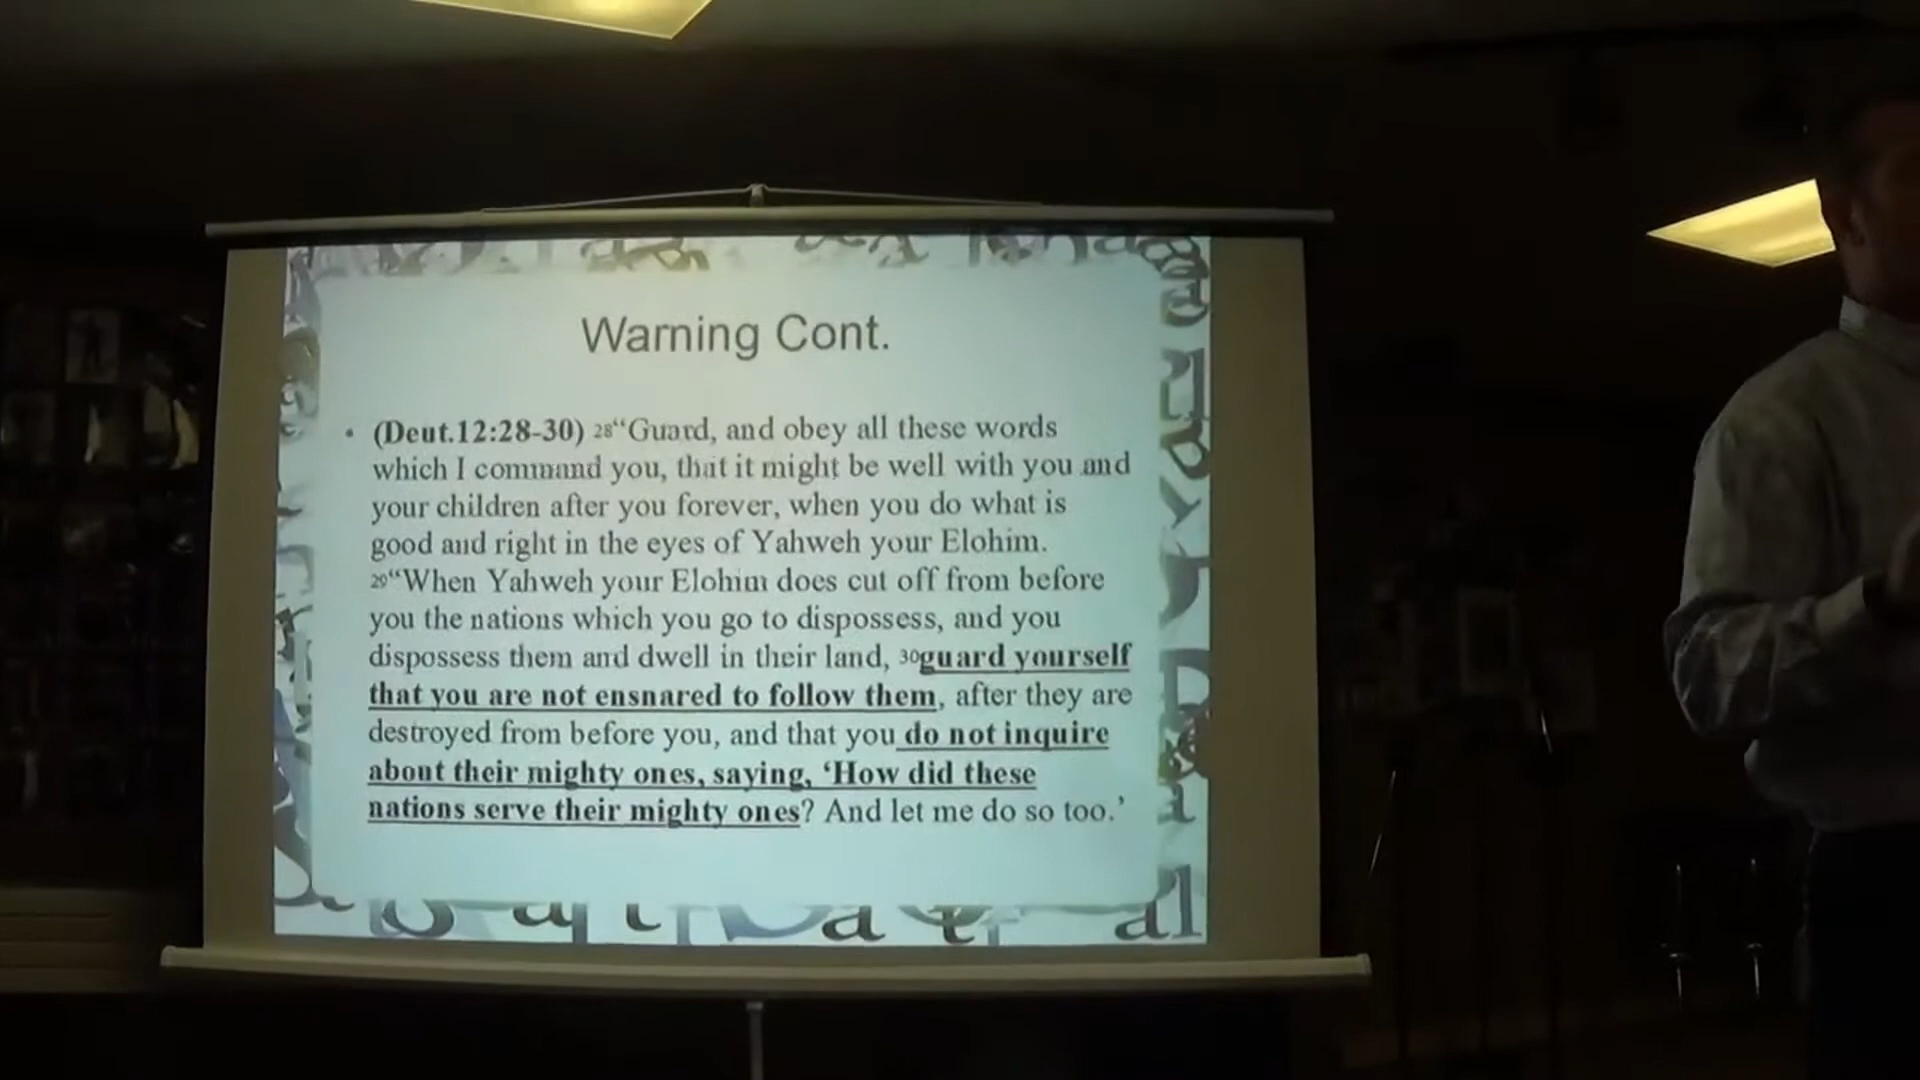 Warning Cont.
• (Deut.12:28-30) 28“Guard, and obey all these words
which I command you, that it might be well with you and
your children after you forever, when you do what is
good and right in the eyes of Yahweh your Elohim.
29“When Yahweh your Elohim does cut off from before
you the nations which you go to dispossess, and you
dispossess them and dwell in their land, 30guard yourself
that you are not ensnared to follow them, after they are
destroyed from before you, and that you do not inquire
about their mighty ones, saying, ‘How did these
nations serve their mighty ones? And let me do so too.’